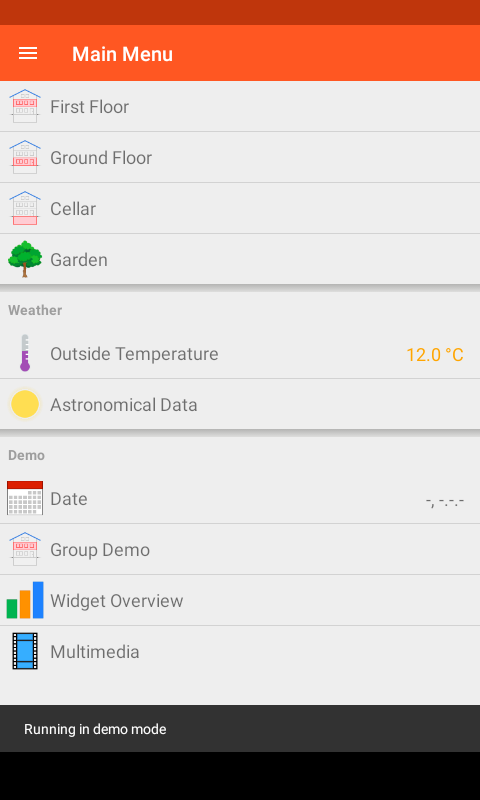 Main Menu
First Floor
Ground Floor
Cellar
Garden
Weather
Outside Temperature 12.0 °C
Astronomical Data
Demo
Date -, -.-.-
Group Demo
Widget Overview
Multimedia
Running in demo mode